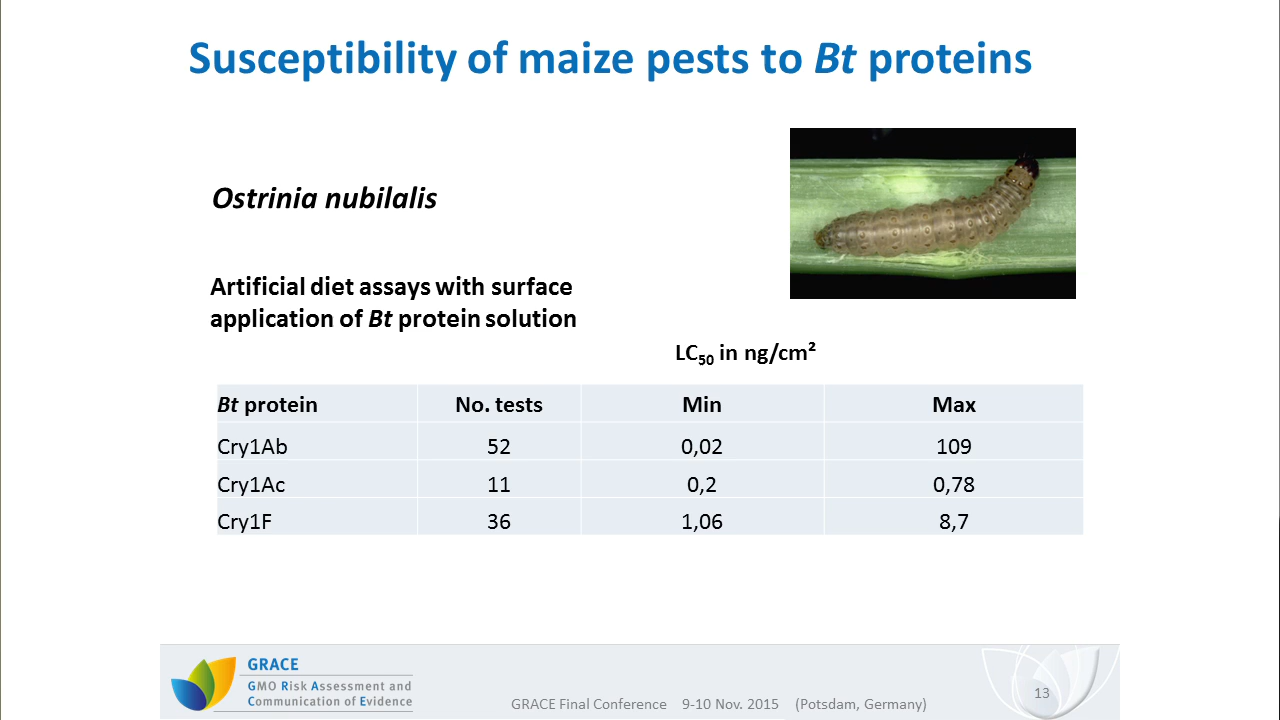 Susceptibility of maize pests to Bt proteins
Ostrinia nubilalis
Artificial diet assays with surface
application of Bt protein solution
LC50 in ng/cm²
Bt protein No. tests Min Max
Cry1Ab 52 0,02 109
Cry1Ac 11 0,2 0,78
Cry1F 36 1,06 8,7
GRACE
GMO Risk Assessment and
Communication of Evidence
GRACE Final Conference 9-10 Nov. 2015 (Potsdam, Germany)
13